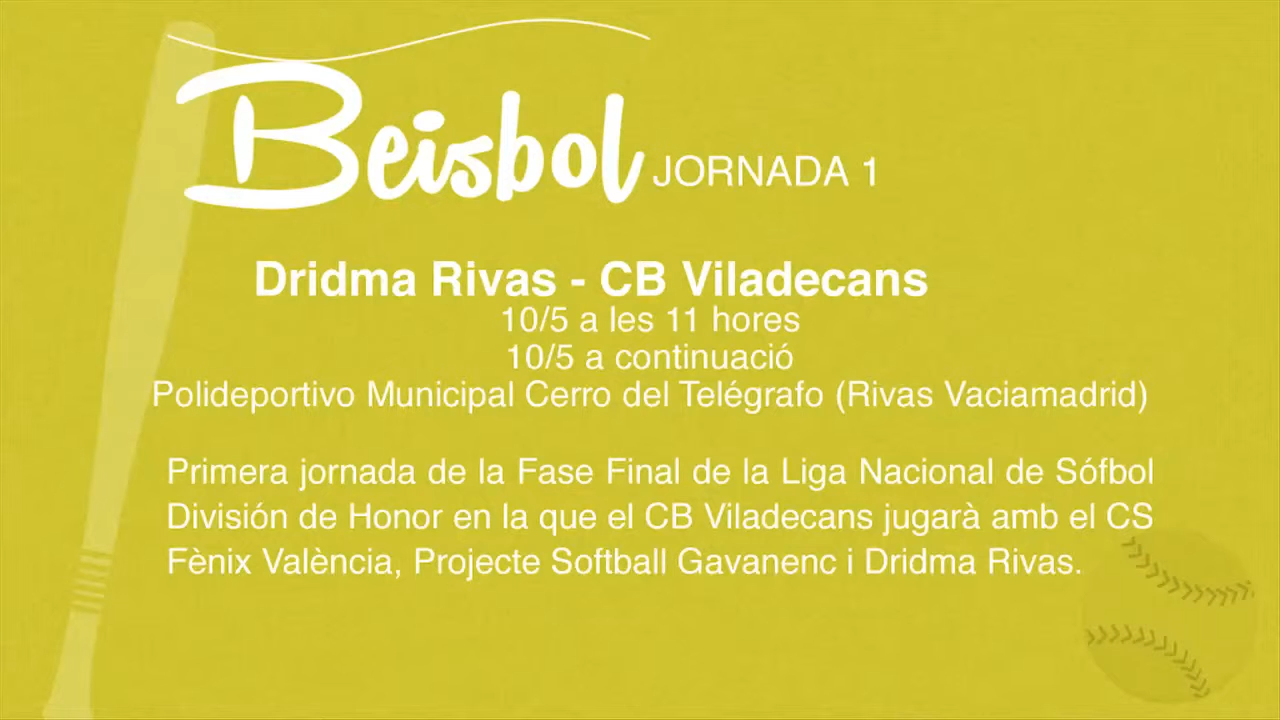 Beisbol JORNADA 1
Dridma Rivas - CB Viladecans
10/5 a les 11 hores
10/5 a continuació
Polideportivo Municipal Cerro del Telégrafo (Rivas Vaciamadrid)
Primera jornada de la Fase Final de la Liga Nacional de Sófbol
División de Honor en la que el CB Viladecans jugarà amb el CS
Fènix València, Projecte Softball Gavanenc i Dridma Rivas.